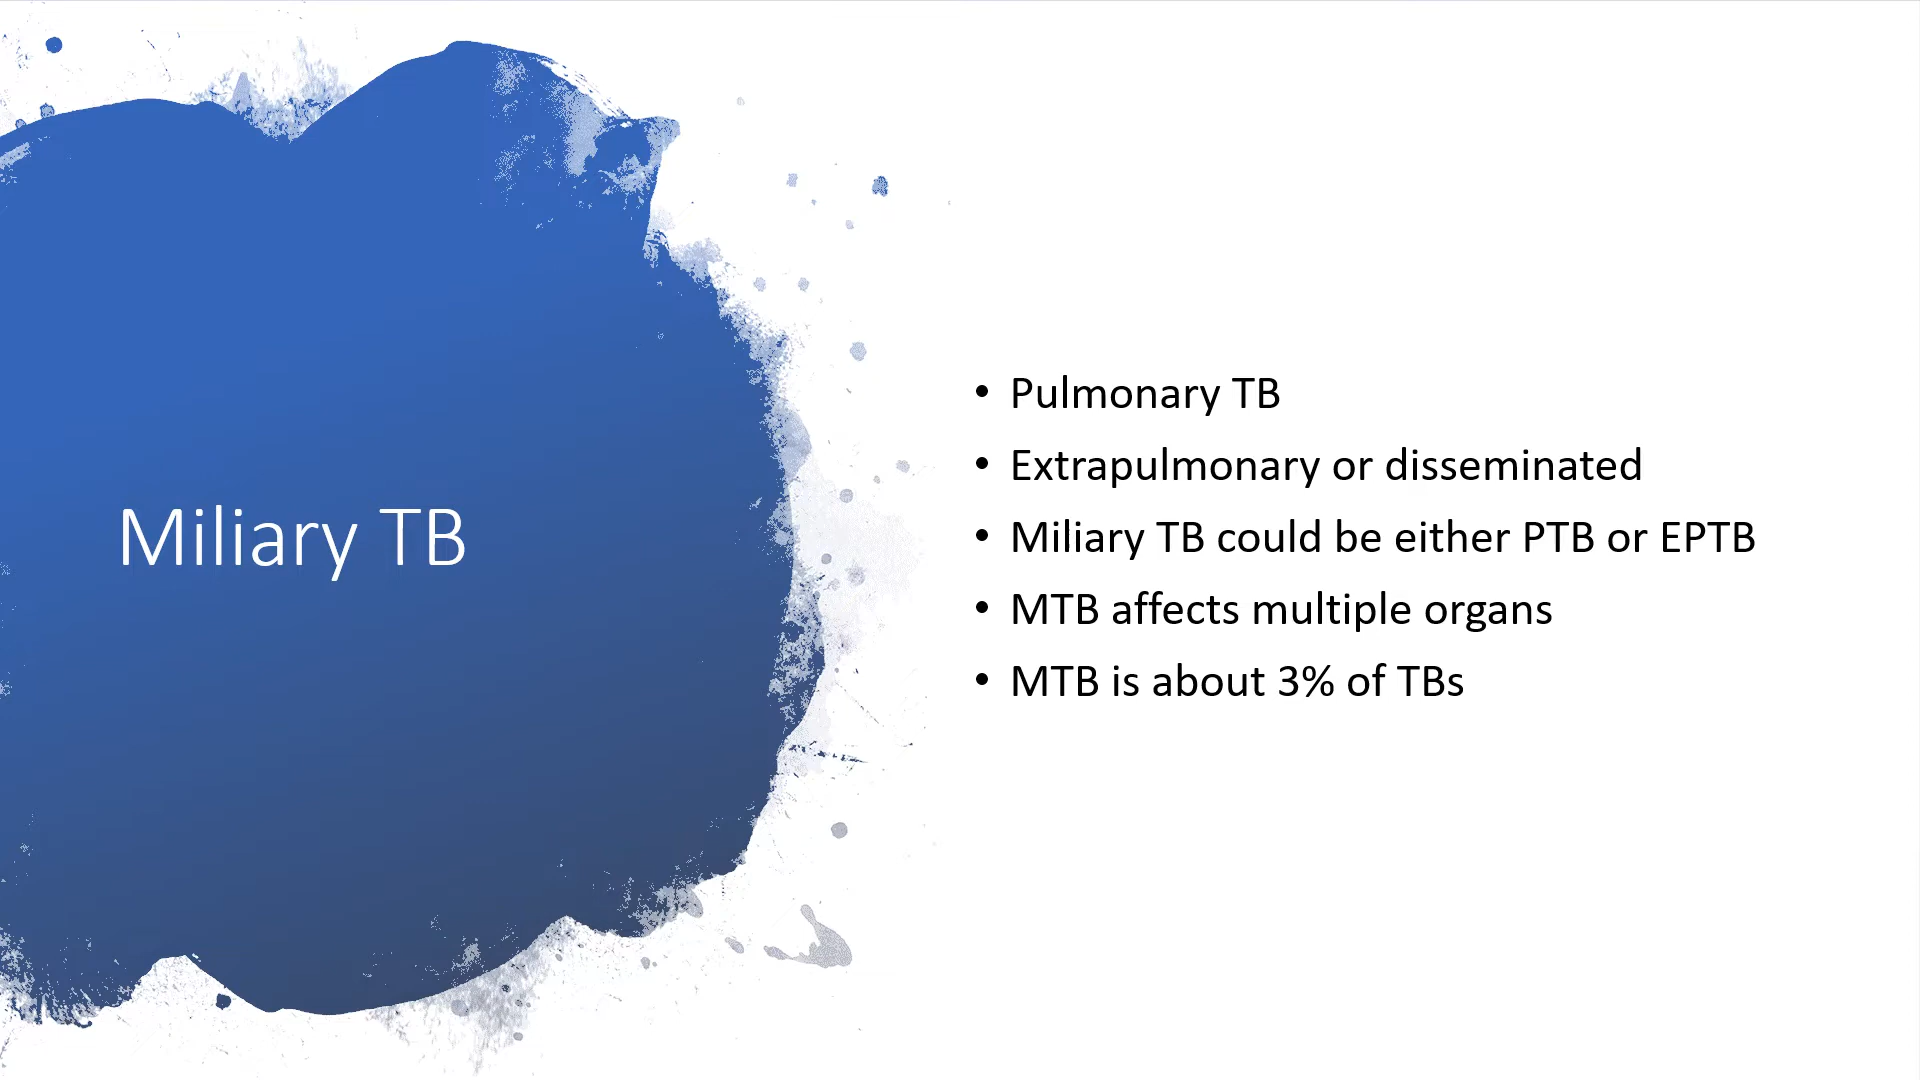 Miliary TB
• Pulmonary TB
• Extrapulmonary or disseminated
• Miliary TB could be either PTB or EPTB
• MTB affects multiple organs
• MTB is about 3% of TBs